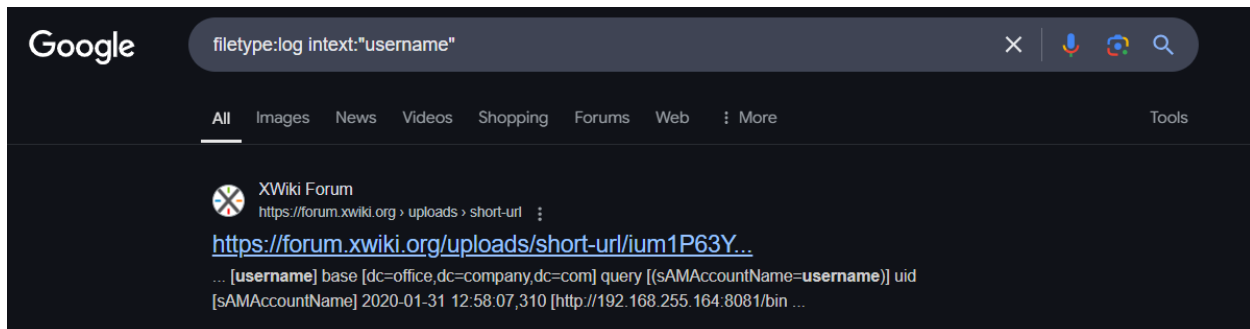 Google
filetype:log intext:"username"
All Images News Videos Shopping Forums Web More Tools
XWiki Forum
https://forum.xwiki.org › uploads › short-url
https://forum.xwiki.org/uploads/short-url/ium1P63Y...
... [username] base [dc=office,dc=company,dc=com] query [(sAMAccountName=username)] uid
[sAMAccountName] 2020-01-31 12:58:07,310 [http://192.168.255.164:8081/bin ...